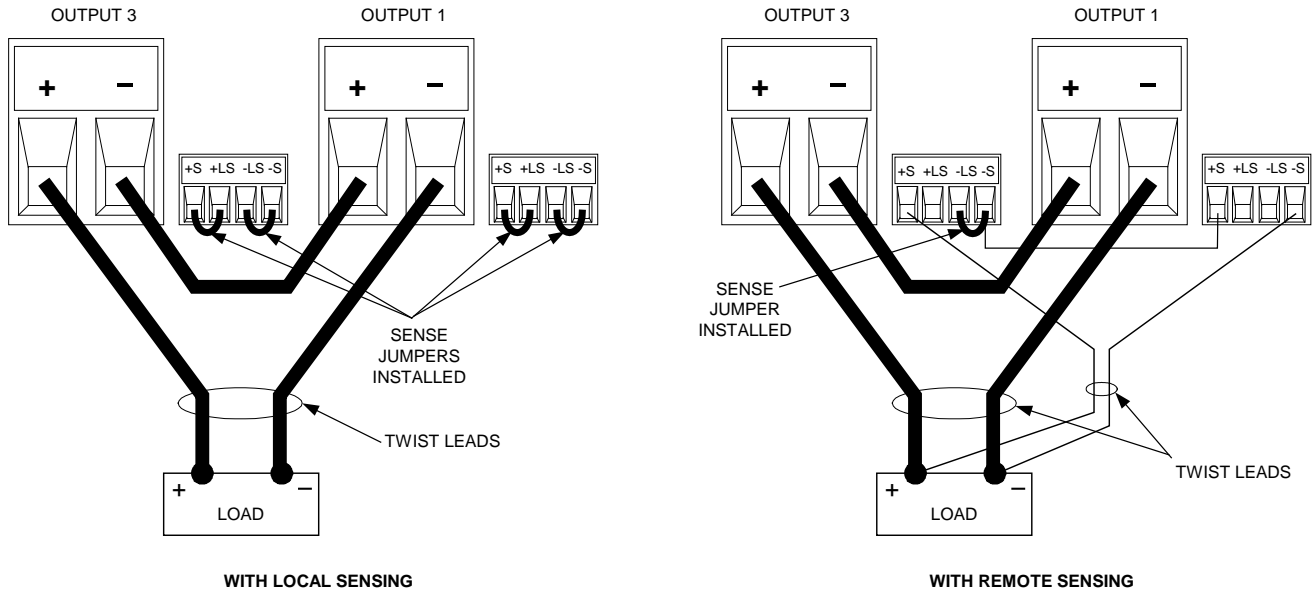 OUTPUT 3
OUTPUT 1
+ −
+ −
+S +LS -LS -S
+S +LS -LS -S
SENSE
JUMPERS
INSTALLED
TWIST LEADS
+ −
LOAD
WITH LOCAL SENSING
OUTPUT 3
OUTPUT 1
+ −
+ −
+S +LS -LS -S
+S +LS -LS -S
SENSE
JUMPER
INSTALLED
TWIST LEADS
+ −
LOAD
WITH REMOTE SENSING